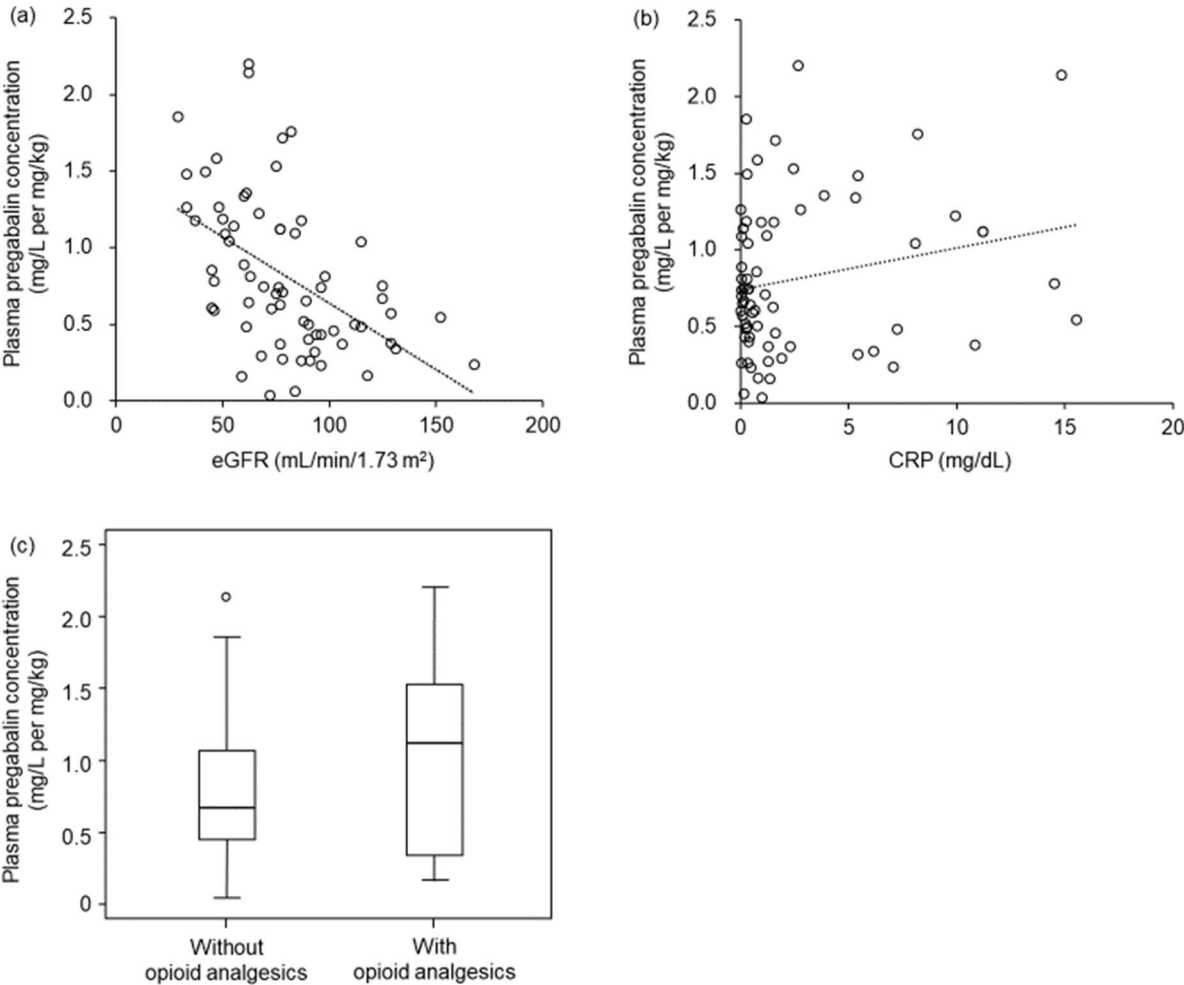 (a)
Plasma pregabalin concentration
(mg/L per mg/kg)
2.5
2.0
1.5
1.0
0.5
0.0
0
50
100
150
200
eGFR (mL/min/1.73 m²)
(b)
Plasma pregabalin concentration
(mg/L per mg/kg)
2.5
2.0
1.5
1.0
0.5
0.0
0
5
10
15
20
CRP (mg/dL)
(c)
Plasma pregabalin concentration
(mg/L per mg/kg)
2.5
2.0
1.5
1.0
0.5
0
Without
opioid analgesics
With
opioid analgesics